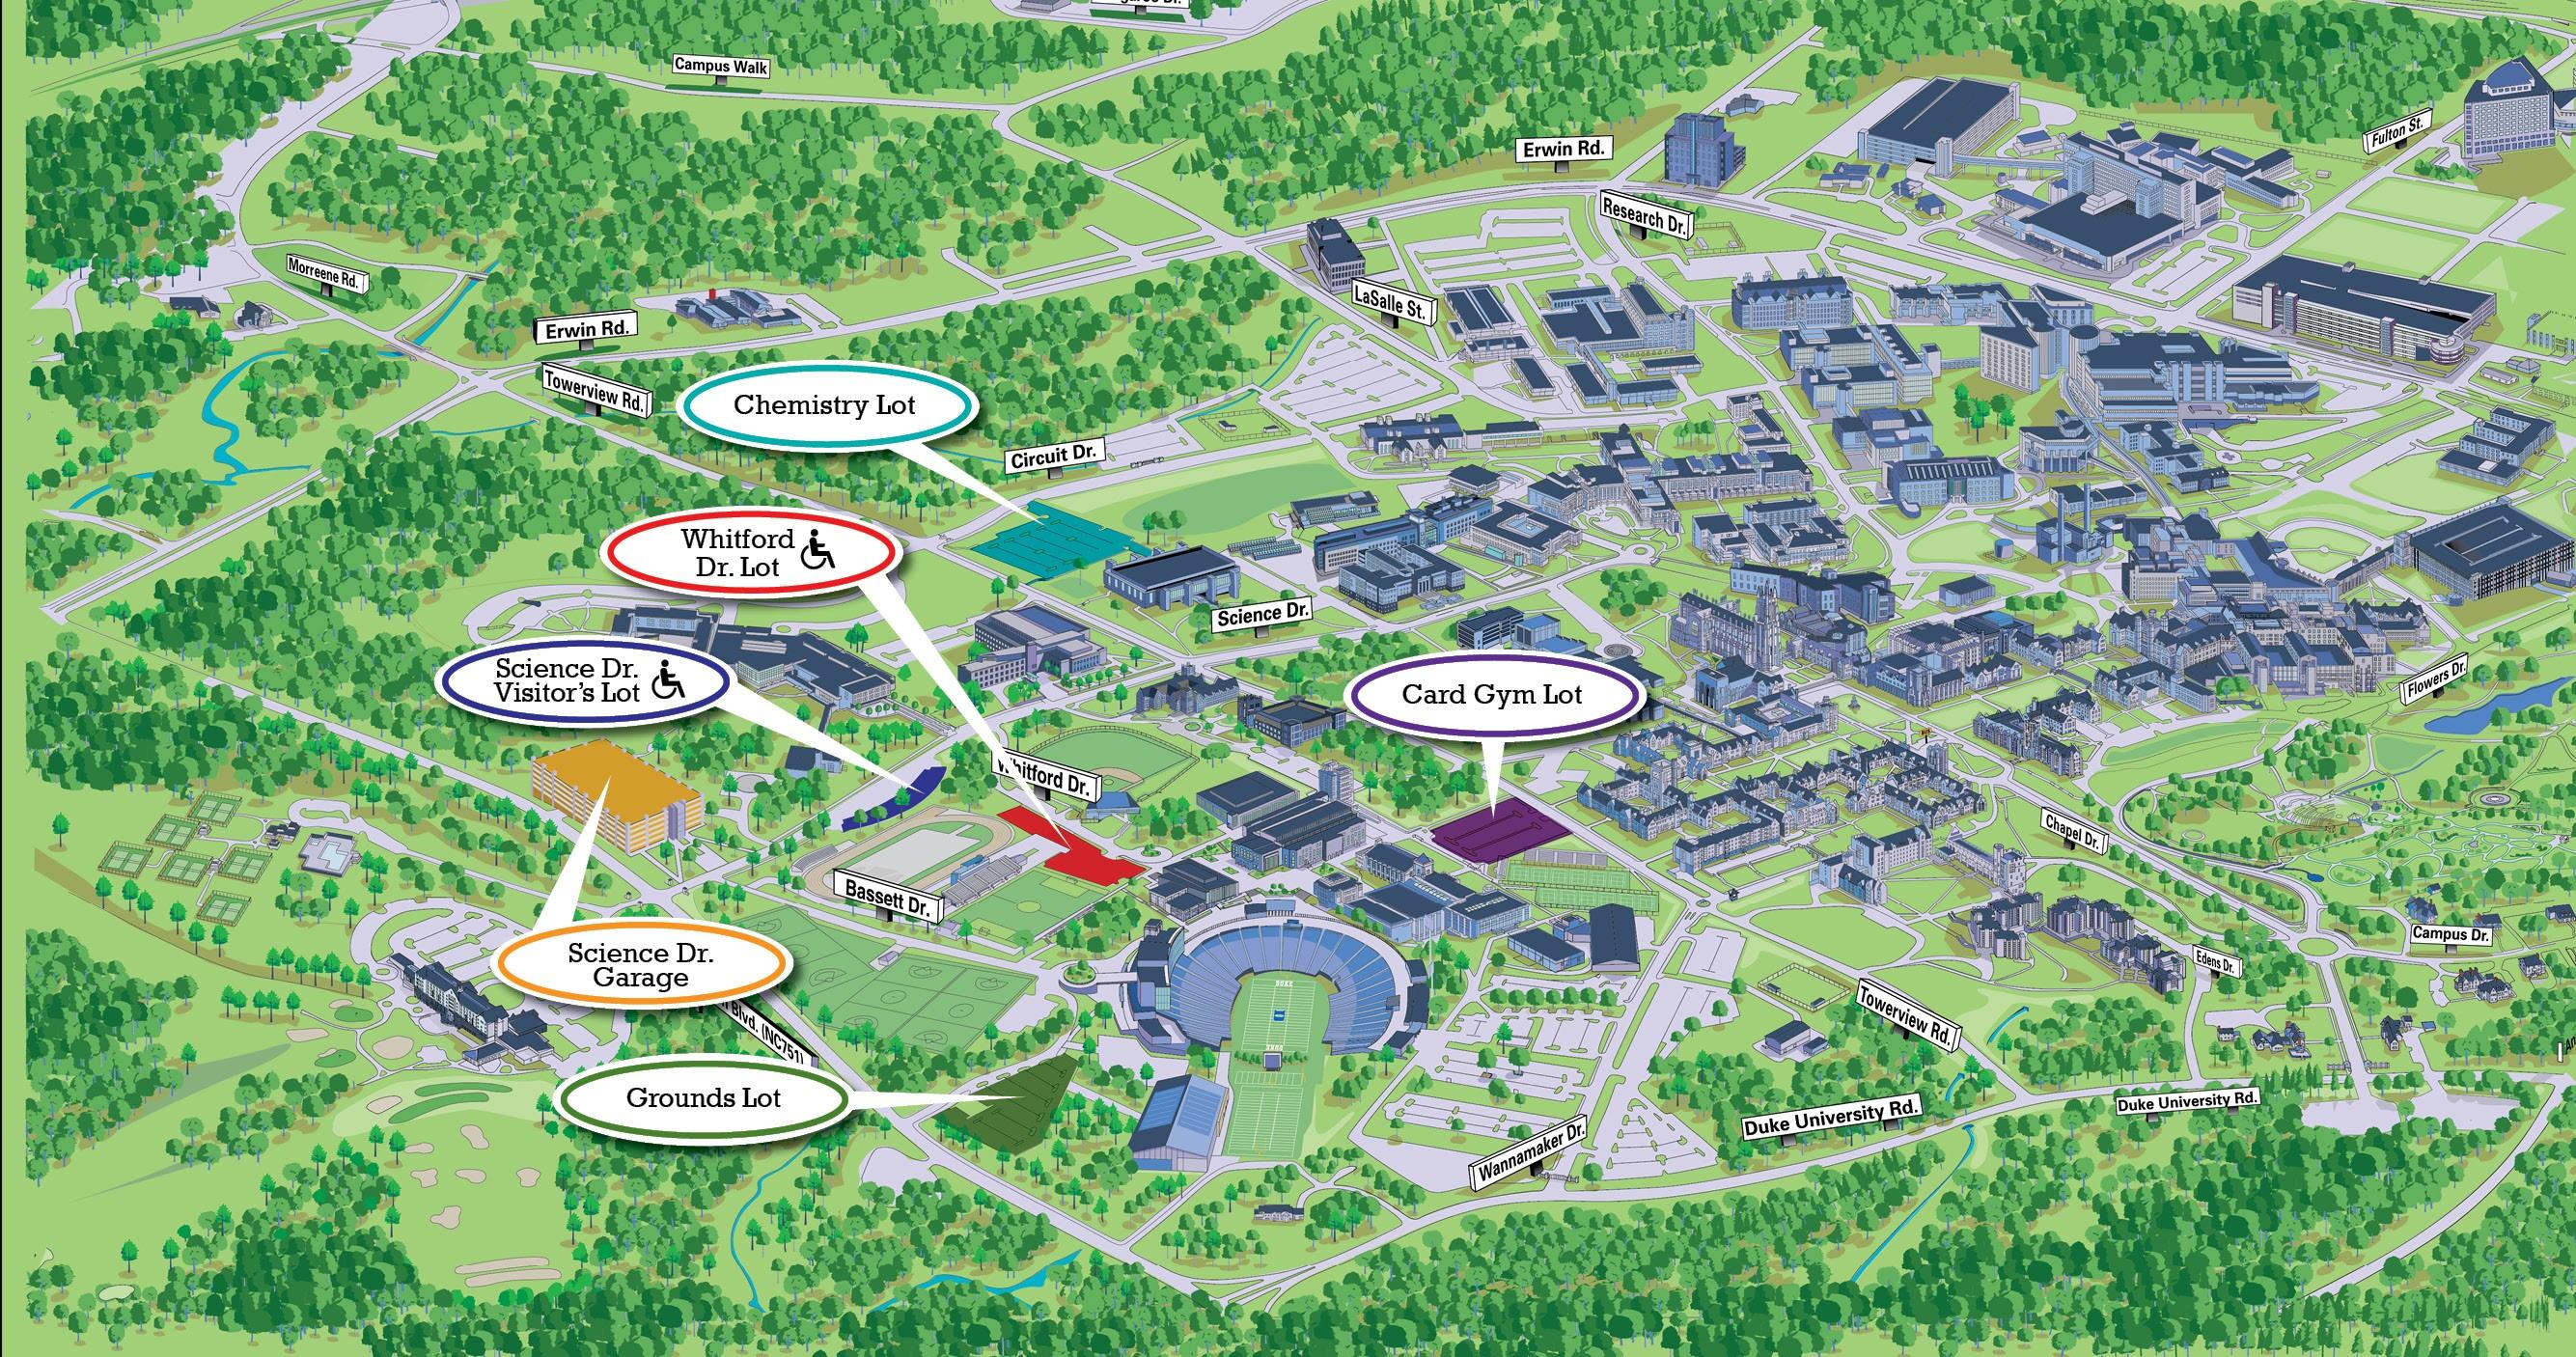 Campus Walk
Erwin Rd.
Fulton St.
Research Dr.
Morreene Rd.
LaSalle St.
Erwin Rd.
Towerview Rd.
Chemistry Lot
Circuit Dr.
Whitford
Dr. Lot
Science Dr.
Science Dr.
Visitor's Lot
Card Gym Lot
Flowers Dr.
Whitford Dr.
Chapel Dr.
Bassett Dr.
Campus Dr.
Science Dr.
Garage
Edens Dr.
Blvd. (NC751)
Towerview Rd.
DUKE
DUKE
Grounds Lot
Duke University Rd.
Duke University Rd.
Wannamaker Dr.